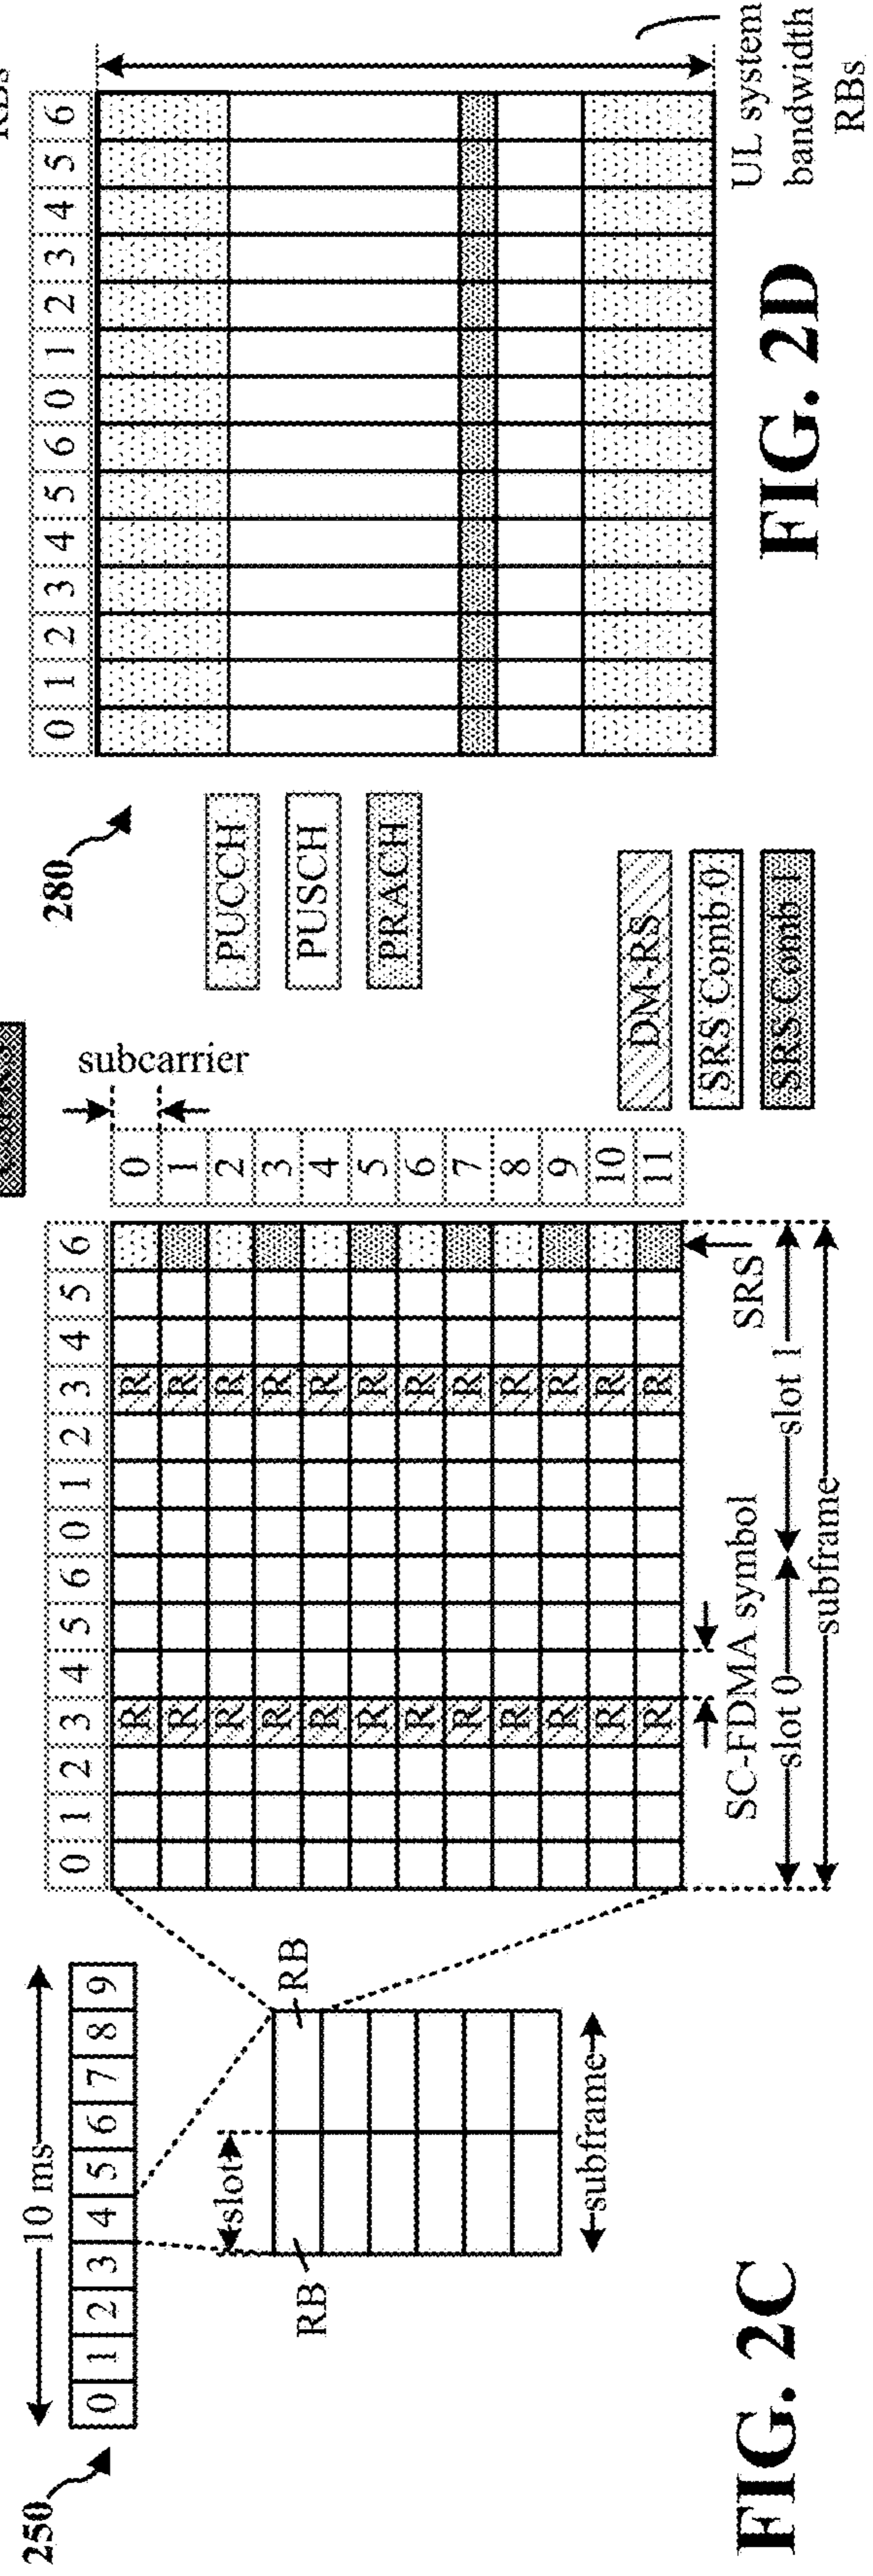 250
10 ms
0 1 2 3 4 5 6 7 8 9
slot
RB
RB
subframe
FIG. 2C
0 1 2 3 4 5 6 0 1 2 3 4 5 6
subcarrier
R R 0
R R 1
R R 2
R R 3
R R 4
R R 5
R R 6
R R 7
R R 8
R R 9
R R 10
R R 11
SC-FDMA symbol
SRS
slot 0
slot 1
subframe
DM-RS
SRS Comb 0
SRS Comb 1
280
PUCCH
PUSCH
PRACH
0 1 2 3 4 5 6 0 1 2 3 4 5 6
UL system
bandwidth
RBs
FIG. 2D
RBs